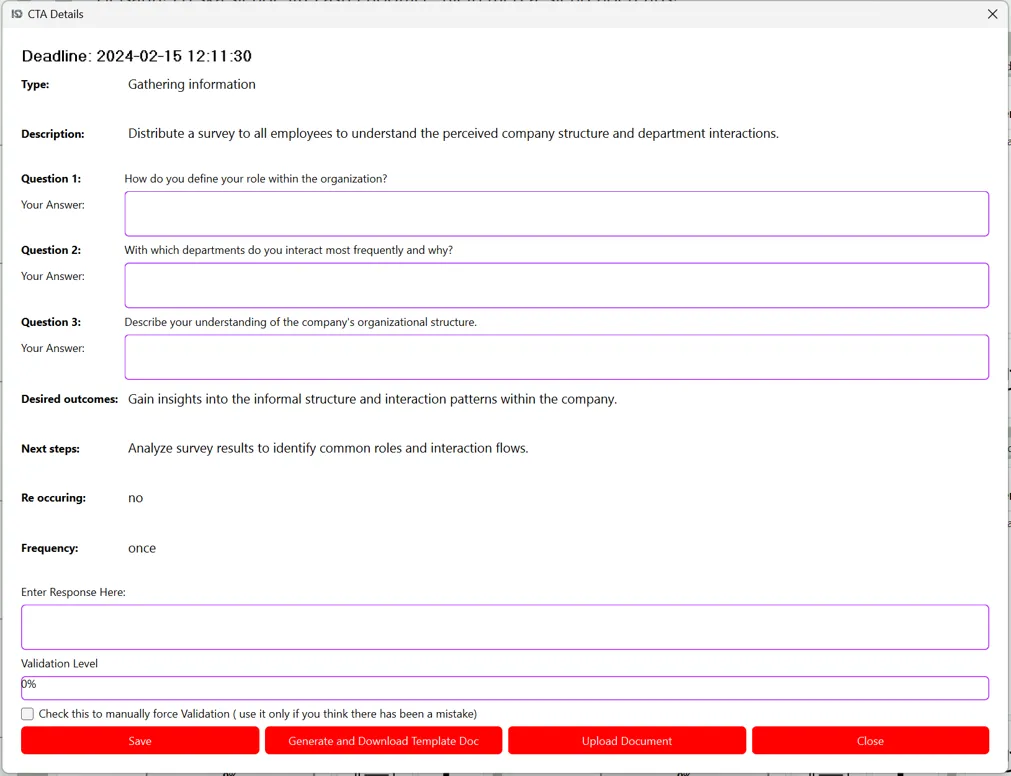 CTA Details
Deadline: 2024-02-15 12:11:30
Type: Gathering information
Description: Distribute a survey to all employees to understand the perceived company structure and department interactions.
Question 1: How do you define your role within the organization?
Your Answer:
Question 2: With which departments do you interact most frequently and why?
Your Answer:
Question 3: Describe your understanding of the company's organizational structure.
Your Answer:
Desired outcomes: Gain insights into the informal structure and interaction patterns within the company.
Next steps: Analyze survey results to identify common roles and interaction flows.
Re occuring: no
Frequency: once
Enter Response Here:
Validation Level
0%
Check this to manually force Validation ( use it only if you think there has been a mistake)
Save Generate and Download Template Doc Upload Document Close